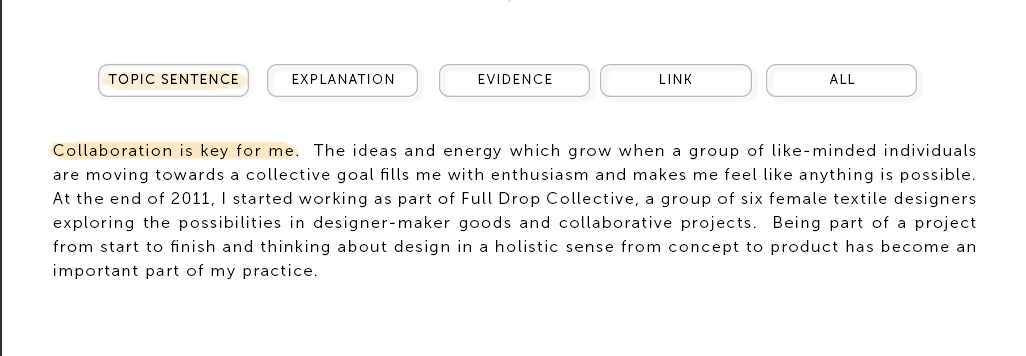 TOPIC SENTENCE EXPLANATION EVIDENCE LINK ALL
Collaboration is key for me. The ideas and energy which grow when a group of like-minded individuals
are moving towards a collective goal fills me with enthusiasm and makes me feel like anything is possible.
At the end of 2011, I started working as part of Full Drop Collective, a group of six female textile designers
exploring the possibilities in designer-maker goods and collaborative projects. Being part of a project
from start to finish and thinking about design in a holistic sense from concept to product has become an
important part of my practice.